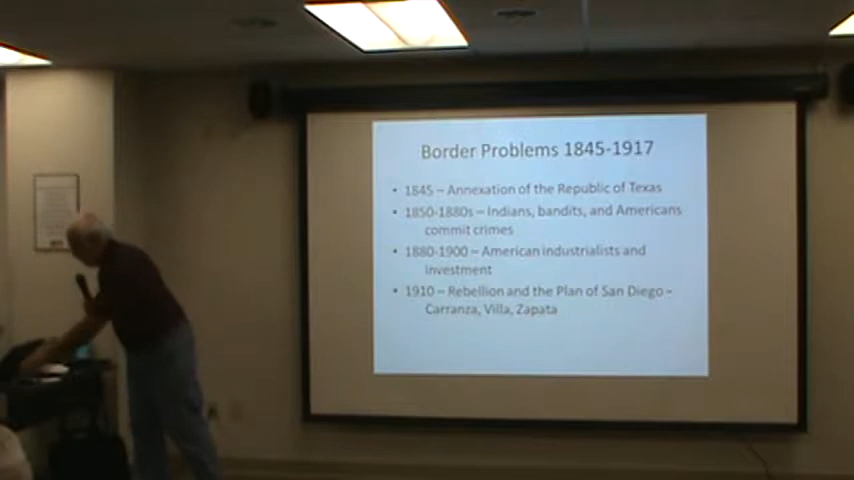 Border Problems 1845-1917
• 1845 – Annexation of the Republic of Texas
• 1850-1880s – Indians, bandits, and Americans
commit crimes
• 1880-1900 – American industrialists and
investment
• 1910 – Rebellion and the Plan of San Diego –
Carranza, Villa, Zapata